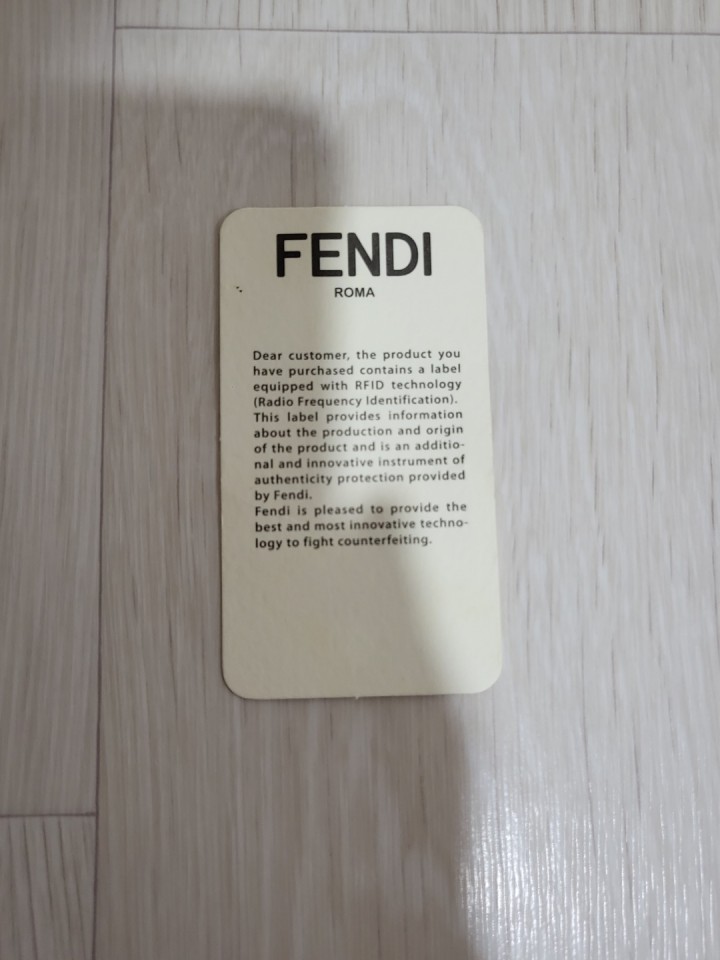 FENDI
ROMA
Dear customer, the product you
have purchased contains a label
equipped with RFID technology
(Radio Frequency Identification).
This label provides information
about the production and origin
of the product and is an additio-
nal and innovative instrument of
authenticity protection provided
by Fendi.
Fendi is pleased to provide the
best and most innovative techno-
logy to fight counterfeiting.